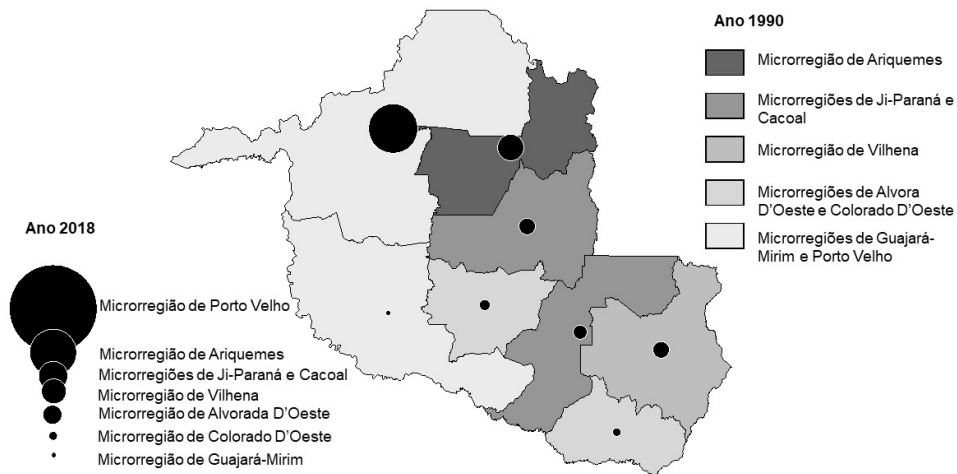 Ano 1990
Microrregião de Ariquemes
Microrregiões de Ji-Paraná e
Cacoal
Microrregião de Vilhena
Microrregiões de Alvora
D'Oeste e Colorado D'Oeste
Microrregiões de Guajará-
Mirim e Porto Velho
Ano 2018
Microrregião de Porto Velho
Microrregião de Ariquemes
Microrregiões de Ji-Paraná e Cacoal
Microrregião de Vilhena
Microrregião de Alvorada D'Oeste
Microrregião de Colorado D'Oeste
Microrregião de Guajará-Mirim